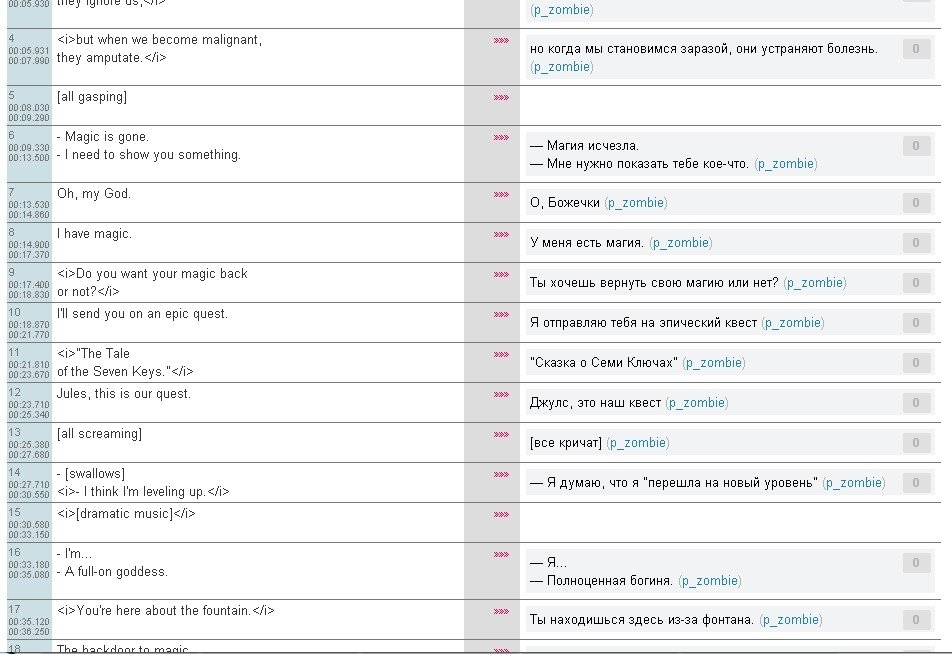 they ignore us,</i>
00:05.930
(p_zombie)
4
00:05.931
00:07.990
<i>but when we become malignant,
they amputate.</i>
»»»
но когда мы становимся заразой, они устраняют болезнь.
(p_zombie)
0
5
00:08.030
00:09.290
[all gasping]
»»»
6
00:09.330
00:13.500
- Magic is gone.
- I need to show you something.
»»»
— Магия исчезла.
— Мне нужно показать тебе кое-что. (p_zombie)
0
7
00:13.530
00:14.860
Oh, my God.
»»»
О, Божечки (p_zombie)
0
8
00:14.900
00:17.370
I have magic.
»»»
У меня есть магия. (p_zombie)
0
9
00:17.400
00:18.830
<i>Do you want your magic back
or not?</i>
»»»
Ты хочешь вернуть свою магию или нет? (p_zombie)
0
10
00:18.870
00:21.770
I'll send you on an epic quest.
»»»
Я отправляю тебя на эпический квест (p_zombie)
0
11
00:21.810
00:23.670
<i>"The Tale
of the Seven Keys."</i>
»»»
"Сказка о Семи Ключах" (p_zombie)
0
12
00:23.710
00:25.340
Jules, this is our quest.
»»»
Джулс, это наш квест (p_zombie)
0
13
00:25.380
00:27.680
[all screaming]
»»»
[все кричат] (p_zombie)
0
14
00:27.710
00:30.550
- [swallows]
<i>- I think I'm leveling up.</i>
»»»
— Я думаю, что я "перешла на новый уровень" (p_zombie)
0
15
00:30.580
00:33.150
<i>[dramatic music]</i>
»»»
16
00:33.180
00:35.080
- I'm...
- A full-on goddess.
»»»
— Я...
— Полноценная богиня. (p_zombie)
0
17
00:35.120
00:36.250
<i>You're here about the fountain.</i>
»»»
Ты находишься здесь из-за фонтана. (p_zombie)
0
18
The backdoor to magic
»»»